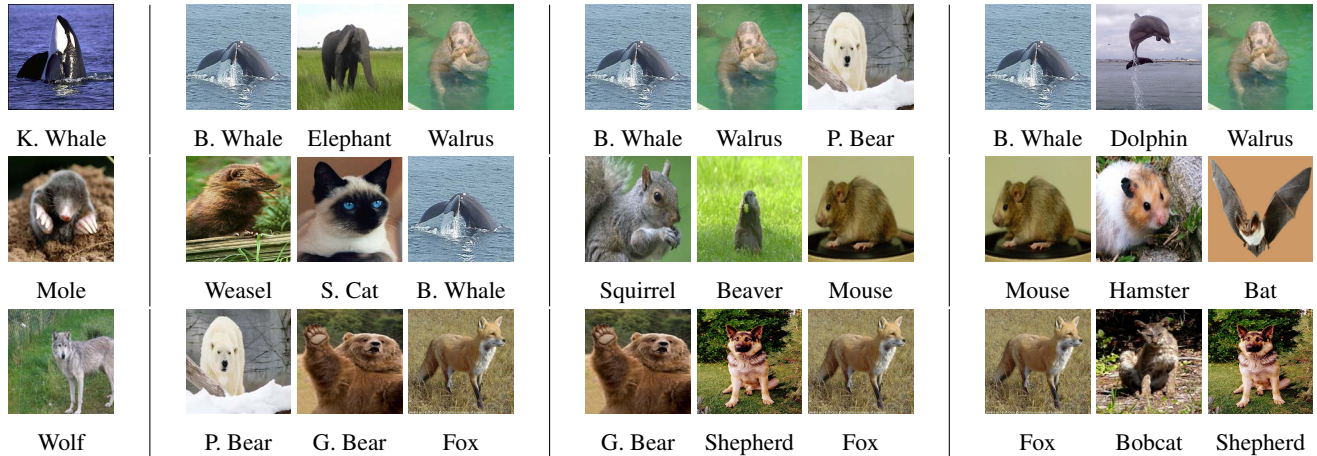 K. Whale B. Whale Elephant Walrus B. Whale Walrus P. Bear B. Whale Dolphin Walrus
Mole Weasel S. Cat B. Whale Squirrel Beaver Mouse Mouse Hamster Bat
Wolf P. Bear G. Bear Fox G. Bear Shepherd Fox Fox Bobcat Shepherd